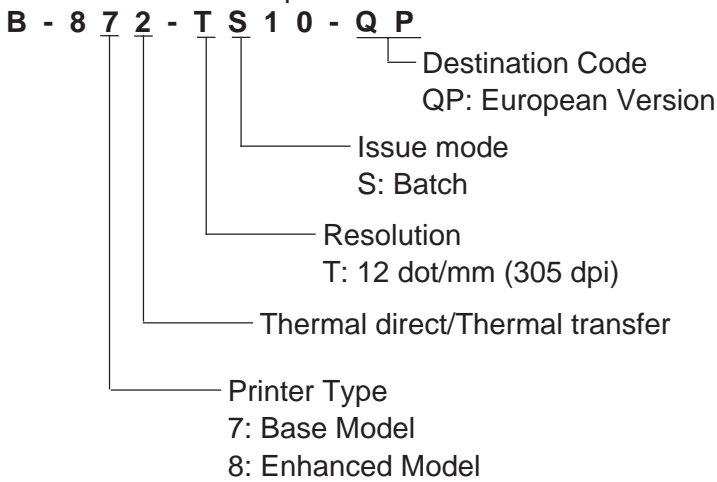 B - 8 7 2 - T S 1 0 - Q P
Destination Code
QP: European Version
Issue mode
S: Batch
Resolution
T: 12 dot/mm (305 dpi)
Thermal direct/Thermal transfer
Printer Type
7: Base Model
8: Enhanced Model